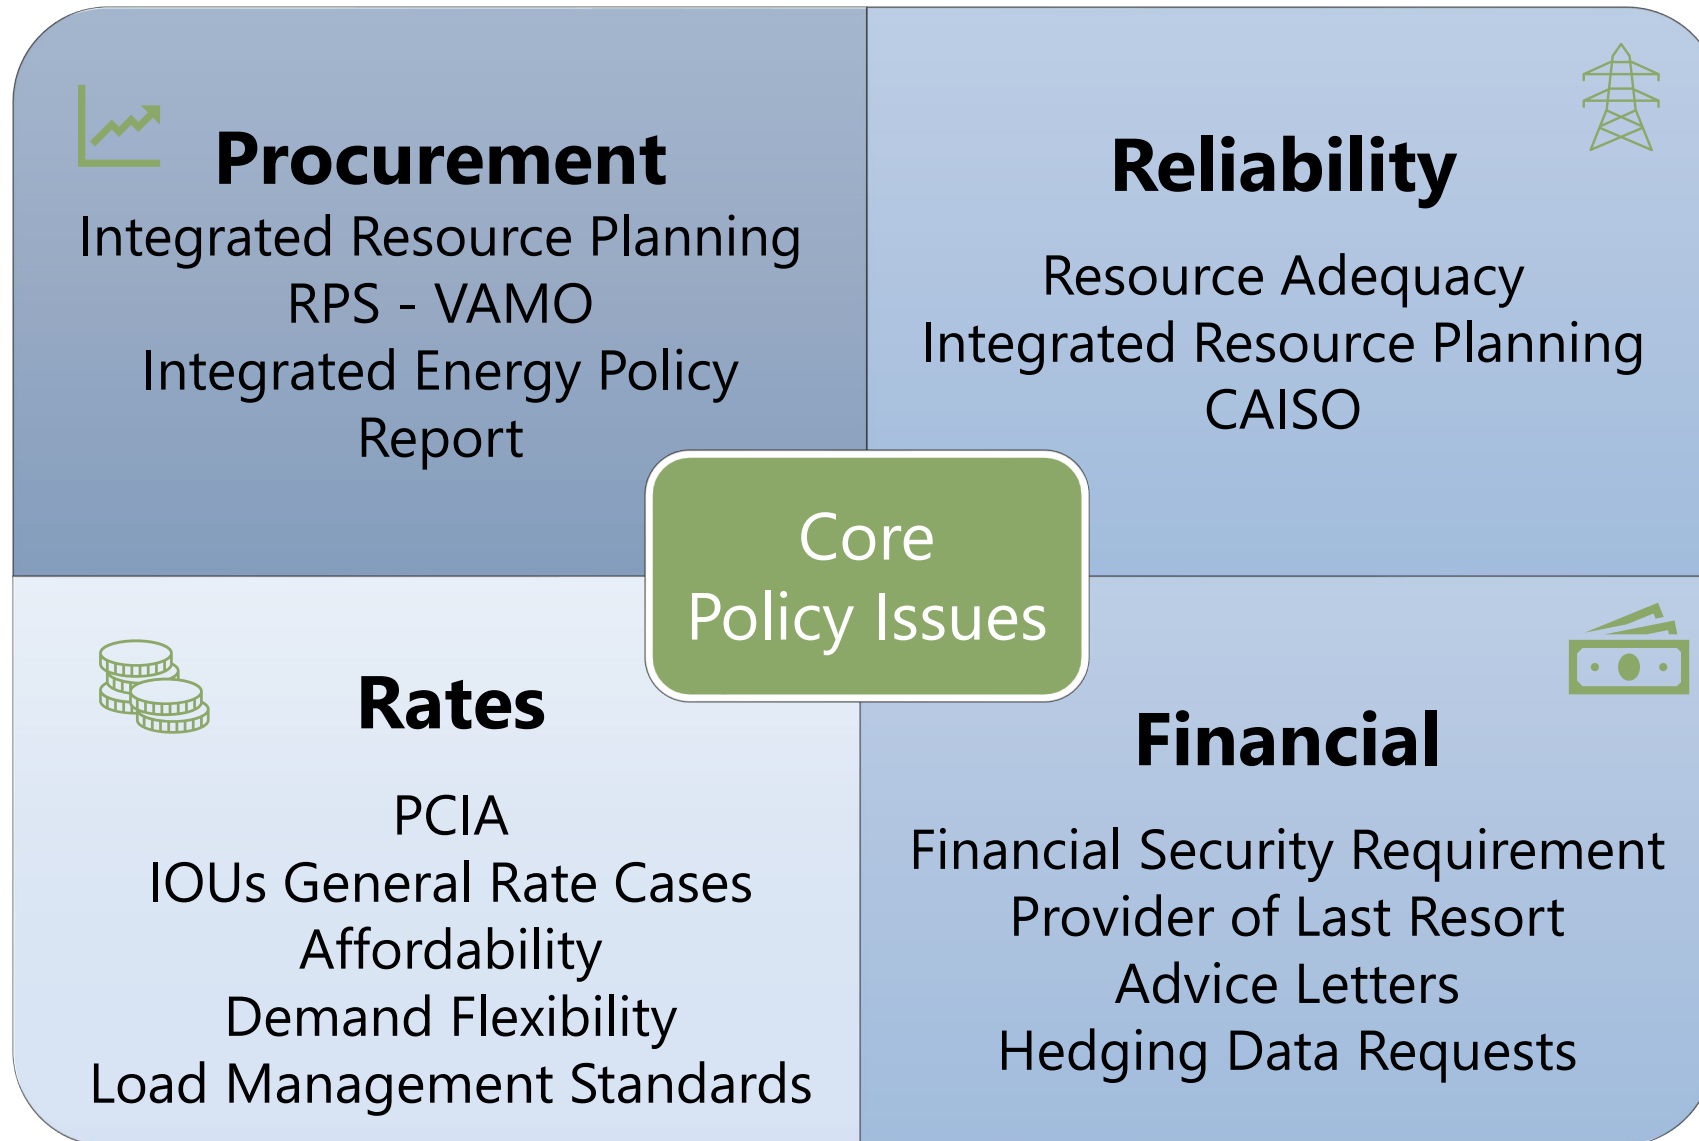 Procurement
Integrated Resource Planning
RPS - VAMO
Integrated Energy Policy
Report
Reliability
Resource Adequacy
Integrated Resource Planning
CAISO
Core
Policy Issues
Rates
PCIA
IOUs General Rate Cases
Affordability
Demand Flexibility
Load Management Standards
Financial
Financial Security Requirement
Provider of Last Resort
Advice Letters
Hedging Data Requests